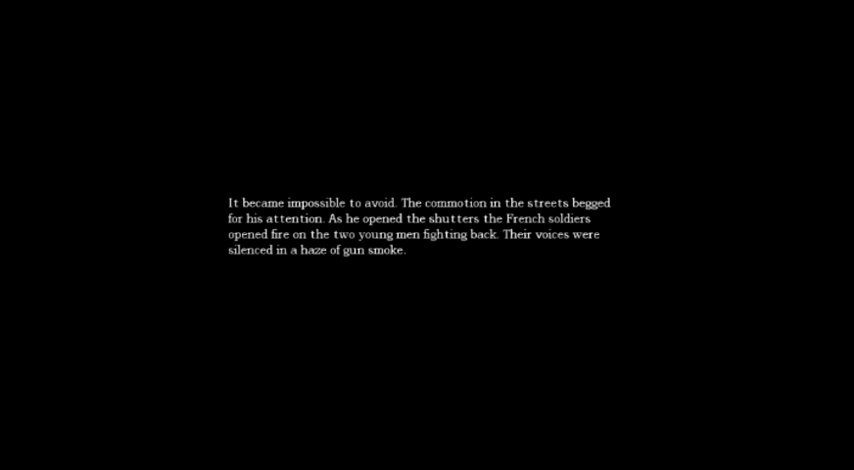 It became impossible to avoid. The commotion in the streets begged
for his attention. As he opened the shutters the French soldiers
opened fire on the two young men fighting back. Their voices were
silenced in a haze of gun smoke.